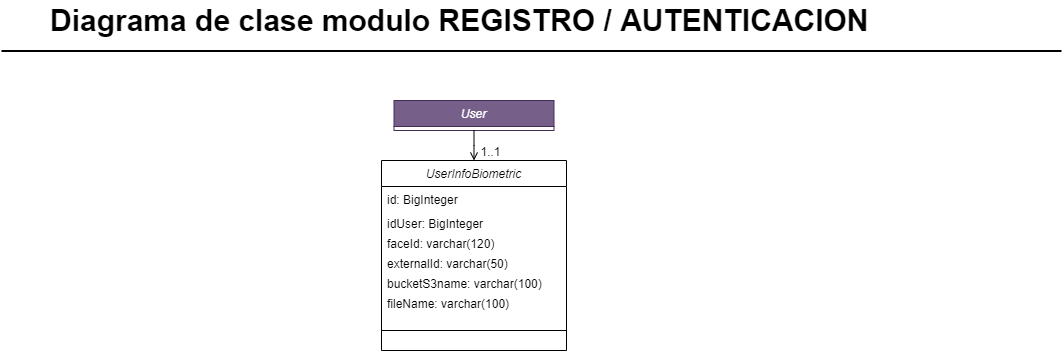 Diagrama de clase modulo REGISTRO / AUTENTICACION
User
1..1
UserInfoBiometric
id: BigInteger
idUser: BigInteger
faceId: varchar(120)
externalId: varchar(50)
bucketS3name: varchar(100)
fileName: varchar(100)